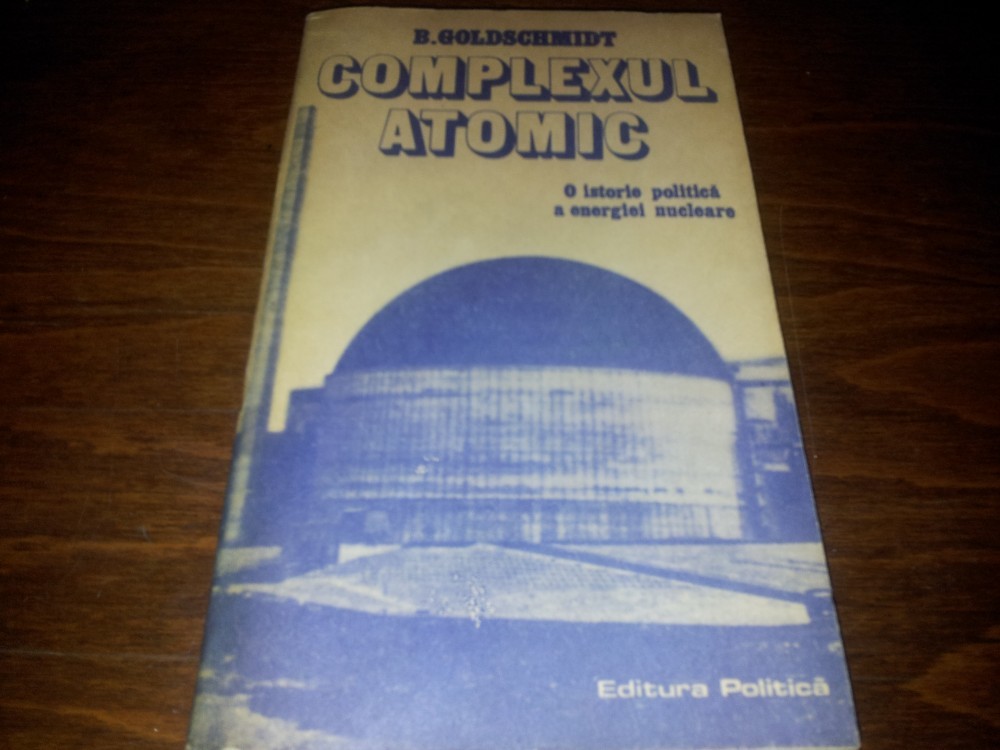 B.GOLDSCHMIDT
COMPLEXUL
ATOMIC
O istorie politică
a energiei nucleare
Editura Politică